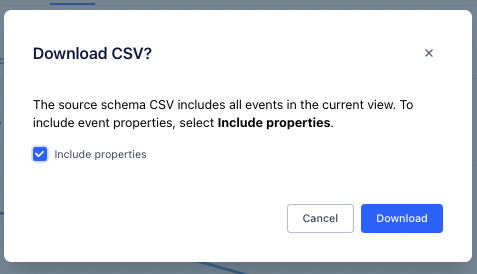 Download CSV?
The source schema CSV includes all events in the current view. To
include event properties, select Include properties.
Include properties
Cancel
Download